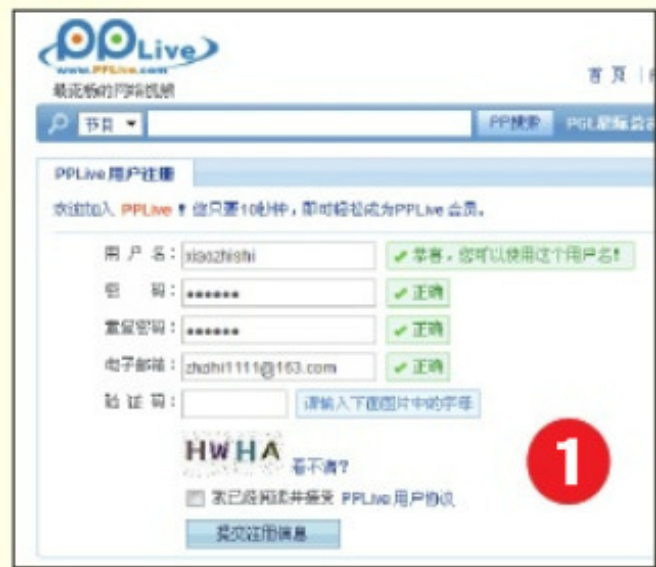 PPLive
www.PPLive.com
最流畅的网络电视
首 页
节目 PP搜索
PPLive 用户注册
欢迎加入 PPLive ! 您只要10秒钟，即可轻松成为PPLive 会员。
用 户 名： xiaozhishi ✔ 恭喜，您可以使用这个用户名!
密 码： •••••• ✔ 正确
重复密码： •••••• ✔ 正确
电子邮箱： zhdhi1111@163.com ✔ 正确
验 证 码： 请输入下面图片中的字母
HWHA 看不清?
我已经阅读并接受 PPLive 用户协议
提交注册信息
1